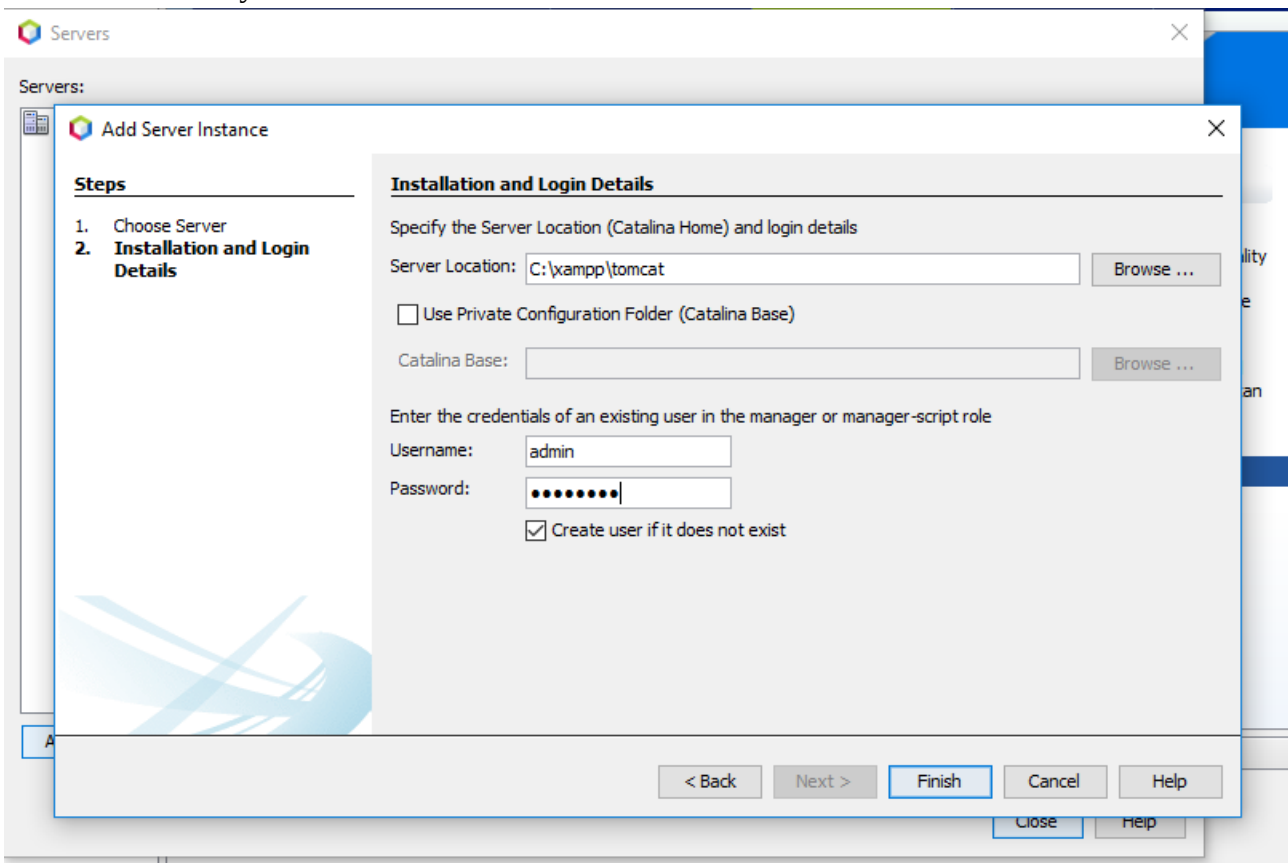 Servers
Servers:
Add Server Instance
Steps
1. Choose Server
2. Installation and Login
Details
Installation and Login Details
Specify the Server Location (Catalina Home) and login details
Server Location: C:\xampp\tomcat Browse ...
Use Private Configuration Folder (Catalina Base)
Catalina Base: Browse ...
Enter the credentials of an existing user in the manager or manager-script role
Username: admin
Password: ●●●●●●●●
Create user if it does not exist
< Back Next > Finish Cancel Help
Close Help